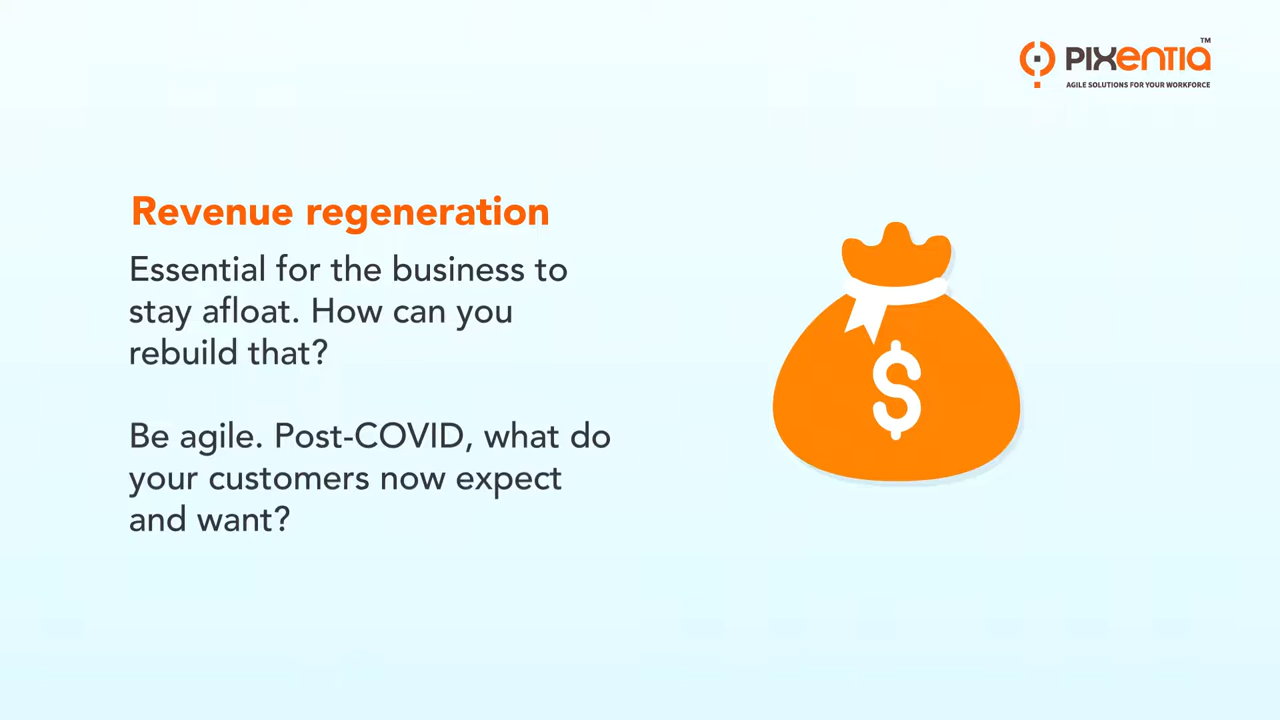 PIXENTIA™
AGILE SOLUTIONS FOR YOUR WORKFORCE
Revenue regeneration
Essential for the business to
stay afloat. How can you
rebuild that?
Be agile. Post-COVID, what do
your customers now expect
and want?
$